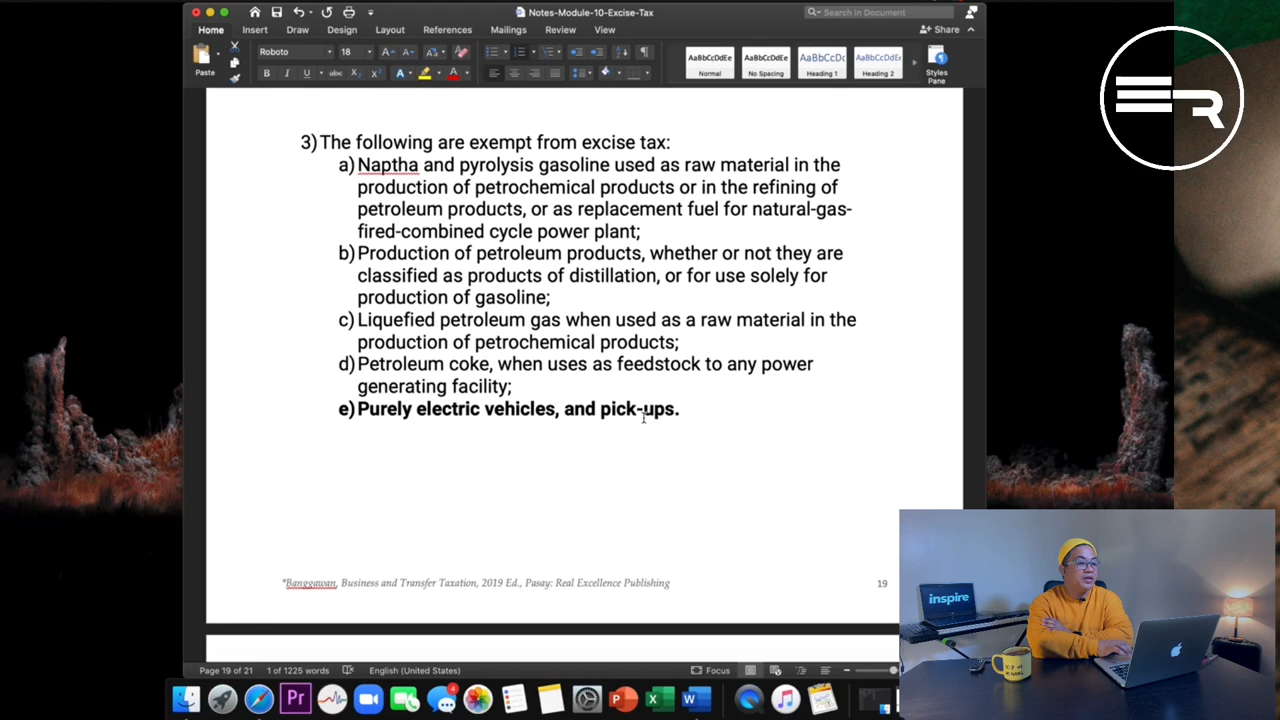 Notes-Module-10-Excise-Tax
Search in Document
Home Insert Draw Design Layout References Mailings Review View
Share
Paste
Roboto 18
AaBbCcDdEe AaBbCcDdEe AaBbCcDc AaBbCcDdEe
Normal No Spacing Heading 1 Heading 2
Styles
Pane
ER
3) The following are exempt from excise tax:
a) Naptha and pyrolysis gasoline used as raw material in the
production of petrochemical products or in the refining of
petroleum products, or as replacement fuel for natural-gas-
fired-combined cycle power plant;
b) Production of petroleum products, whether or not they are
classified as products of distillation, or for use solely for
production of gasoline;
c) Liquefied petroleum gas when used as a raw material in the
production of petrochemical products;
d) Petroleum coke, when uses as feedstock to any power
generating facility;
e) Purely electric vehicles, and pick-ups.
*Banggawan, Business and Transfer Taxation, 2019 Ed., Pasay: Real Excellence Publishing
19
inspire
Page 19 of 21 1 of 1225 words English (United States)
Focus
Pr